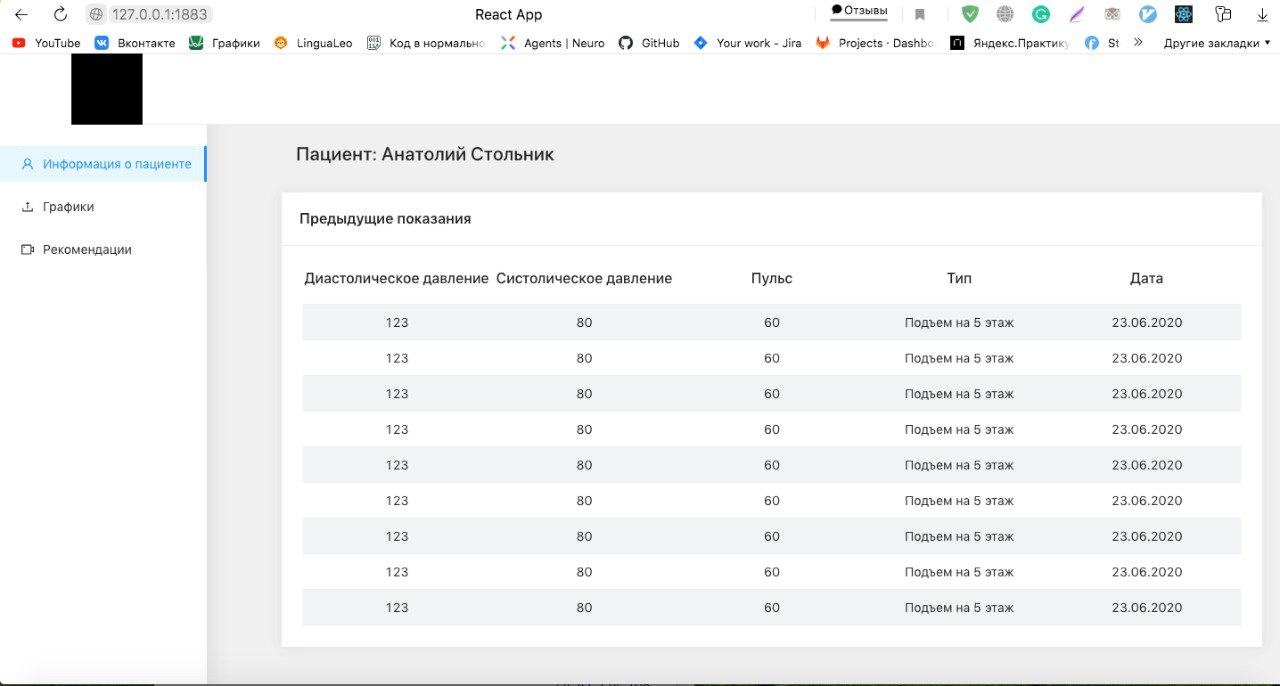 127.0.0.1:1883 React App Отзывы
YouTube Вконтакте Графики LinguaLeo Код в нормально Agents | Neuro GitHub Your work - Jira Projects · Dashbo Яндекс.Практику St » Другие закладки
Пациент: Анатолий Стольник
Информация о пациенте
Графики
Рекомендации
Предыдущие показания
Диастолическое давление Систолическое давление Пульс Тип Дата
123 80 60 Подъем на 5 этаж 23.06.2020
123 80 60 Подъем на 5 этаж 23.06.2020
123 80 60 Подъем на 5 этаж 23.06.2020
123 80 60 Подъем на 5 этаж 23.06.2020
123 80 60 Подъем на 5 этаж 23.06.2020
123 80 60 Подъем на 5 этаж 23.06.2020
123 80 60 Подъем на 5 этаж 23.06.2020
123 80 60 Подъем на 5 этаж 23.06.2020
123 80 60 Подъем на 5 этаж 23.06.2020